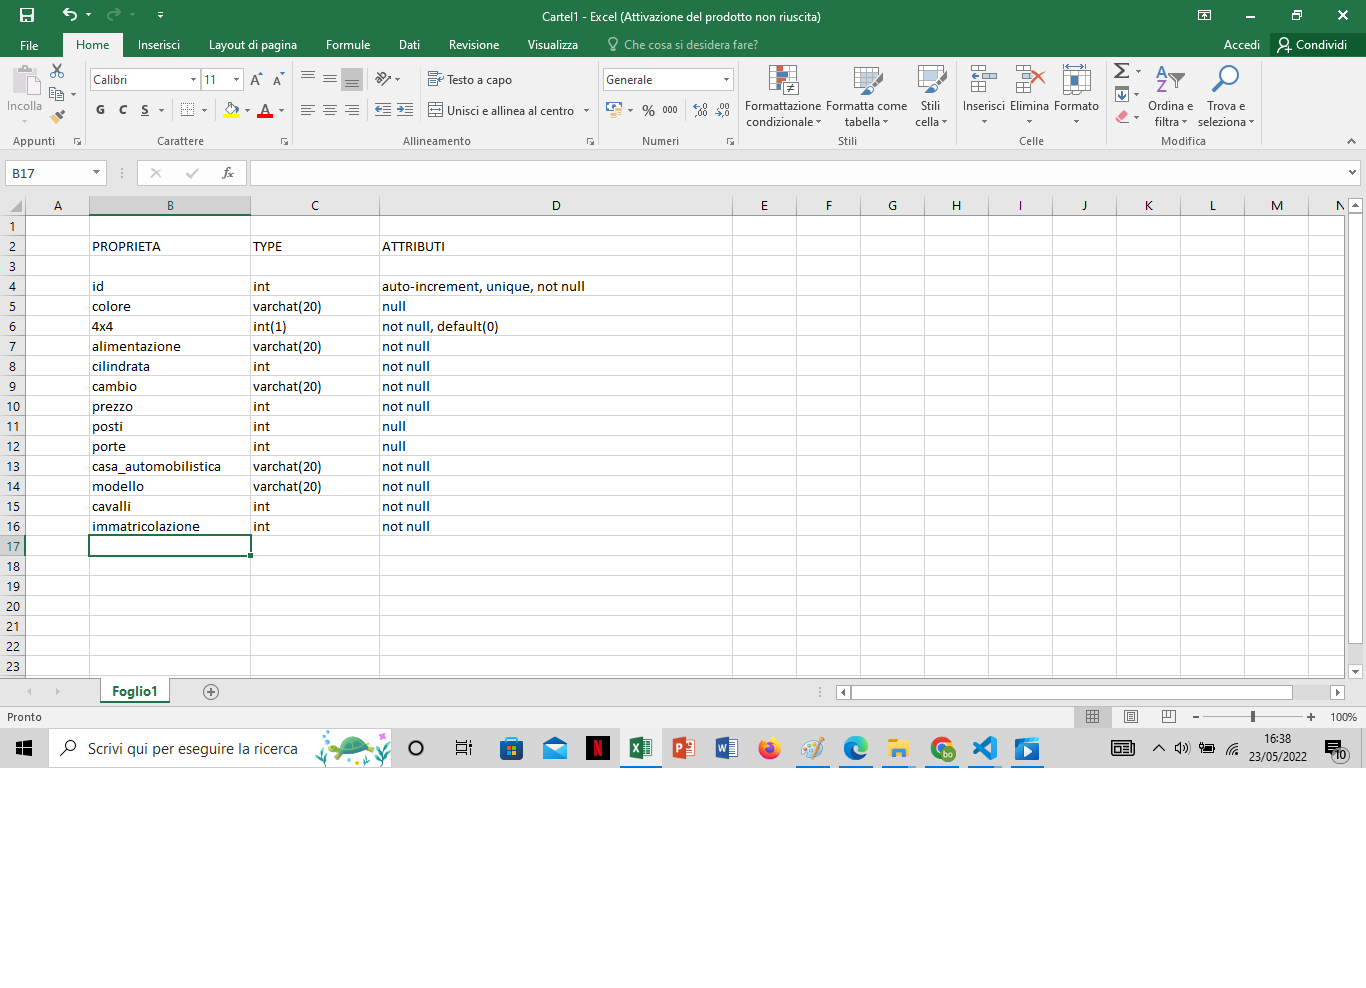 Cartel1 - Excel (Attivazione del prodotto non riuscita)
File Home Inserisci Layout di pagina Formule Dati Revisione Visualizza Che cosa si desidera fare? Accedi Condividi
Incolla Calibri 11 Testo a capo Generale Formattazione condizionale Formatta come tabella Stili cella Inserisci Elimina Formato Ordina e filtra Trova e seleziona
G C S A Unisci e allinea al centro % 000
Appunti Carattere Allineamento Numeri Stili Celle Modifica
B17 fx
A B C D E F G H I J K L M N
1
2 PROPRIETA TYPE ATTRIBUTI
3
4 id int auto-increment, unique, not null
5 colore varchat(20) null
6 4x4 int(1) not null, default(0)
7 alimentazione varchat(20) not null
8 cilindrata int not null
9 cambio varchat(20) not null
10 prezzo int not null
11 posti int null
12 porte int null
13 casa_automobilistica varchat(20) not null
14 modello varchat(20) not null
15 cavalli int not null
16 immatricolazione int not null
17
18
19
20
21
22
23
Foglio1
Pronto 100%
Scrivi qui per eseguire la ricerca 16:38
23/05/2022 10